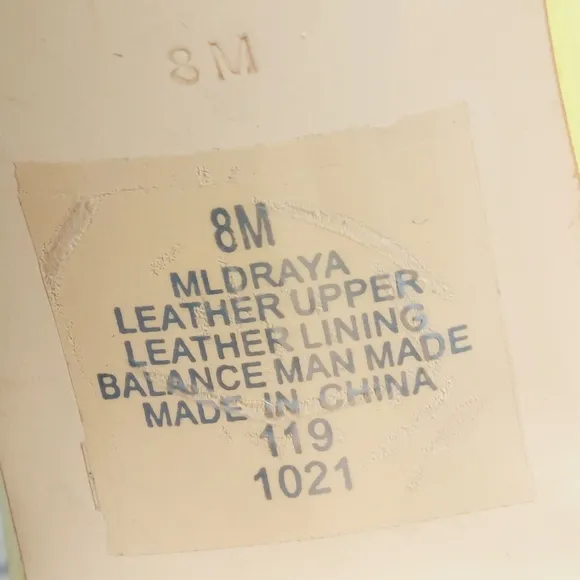 8M
8M
MLDRAYA
LEATHER UPPER
LEATHER LINING
BALANCE MAN MADE
MADE IN CHINA
119
1021